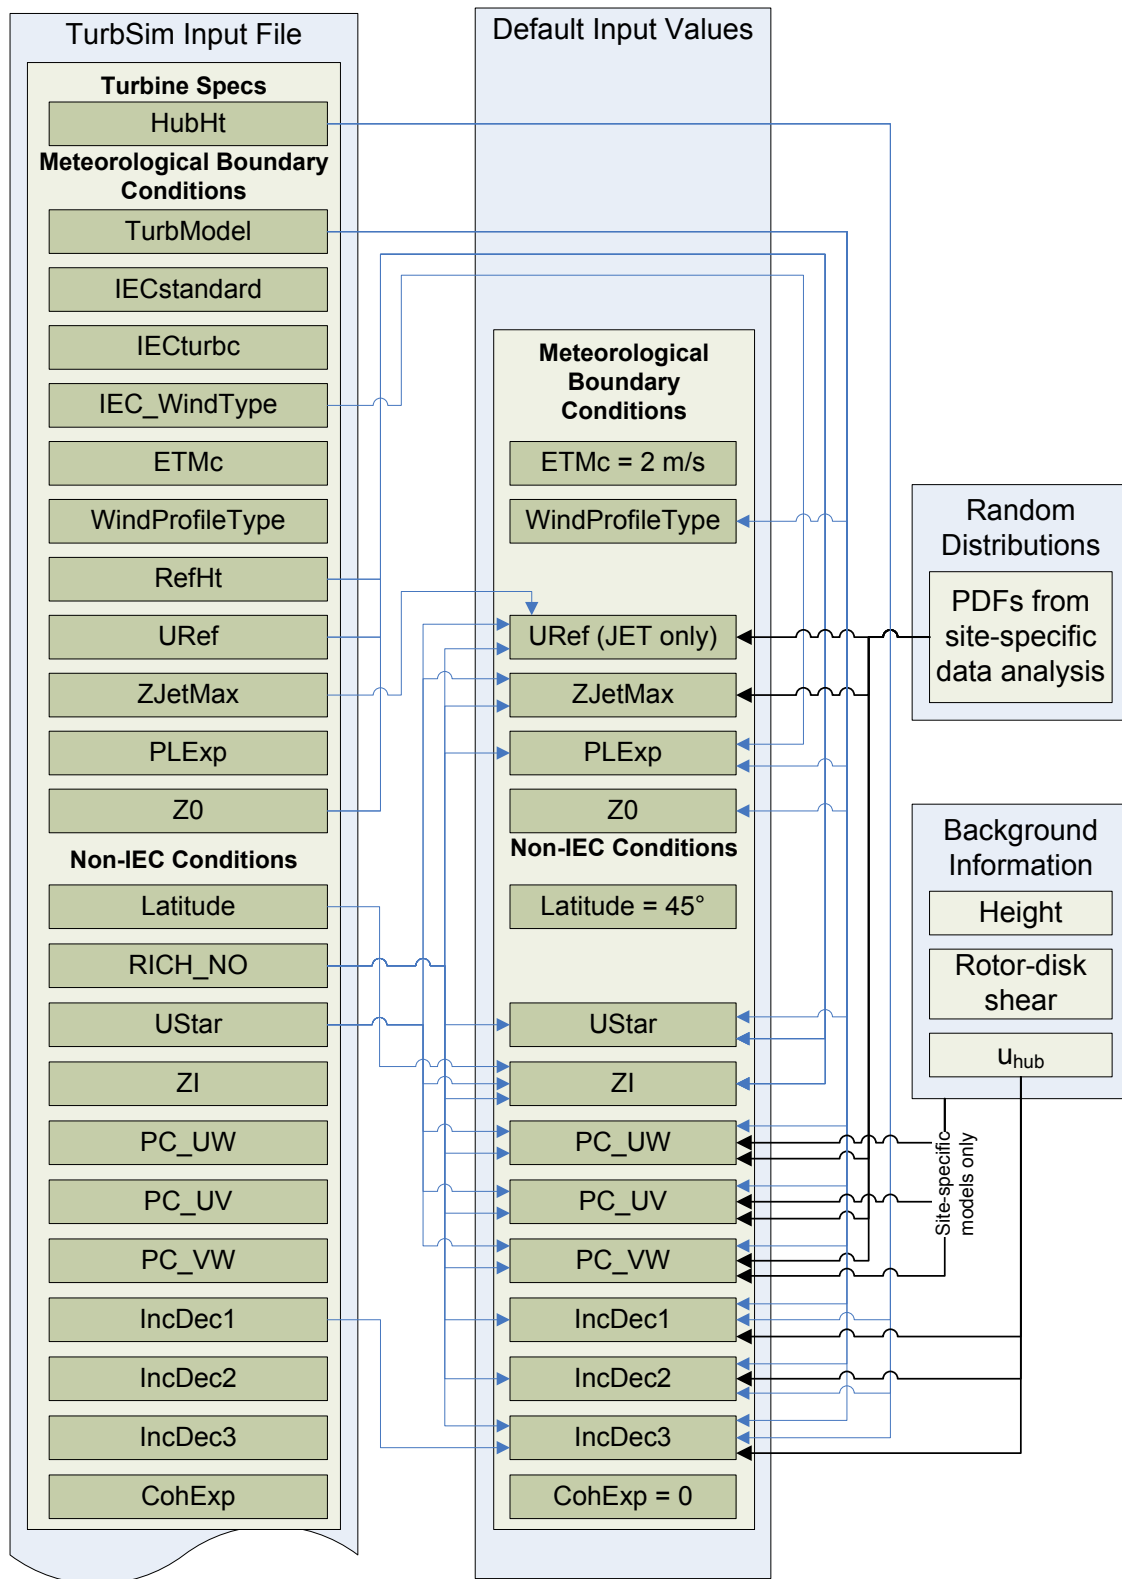 TurbSim Input File
Turbine Specs
HubHt
Meteorological Boundary
Conditions
TurbModel
IECstandard
IECturbc
IEC_WindType
ETMc
WindProfileType
RefHt
URef
ZJetMax
PLExp
Z0
Non-IEC Conditions
Latitude
RICH_NO
UStar
ZI
PC_UW
PC_UV
PC_VW
IncDec1
IncDec2
IncDec3
CohExp
Default Input Values
Meteorological
Boundary
Conditions
ETMc = 2 m/s
WindProfileType
URef (JET only)
ZJetMax
PLExp
Z0
Non-IEC Conditions
Latitude = 45°
UStar
ZI
PC_UW
PC_UV
PC_VW
IncDec1
IncDec2
IncDec3
CohExp = 0
Random
Distributions
PDFs from
site-specific
data analysis
Background
Information
Height
Rotor-disk
shear
uhub
Site-specific
models only